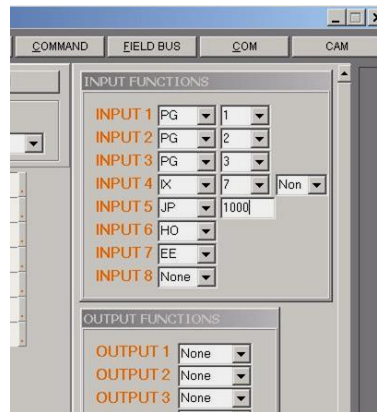 COMMAND FIELD BUS COM CAM
INPUT FUNCTIONS
INPUT 1 PG 1
INPUT 2 PG 2
INPUT 3 PG 3
INPUT 4 IX 7 Non
INPUT 5 JP 1000
INPUT 6 HO
INPUT 7 EE
INPUT 8 None
OUTPUT FUNCTIONS
OUTPUT 1 None
OUTPUT 2 None
OUTPUT 3 None